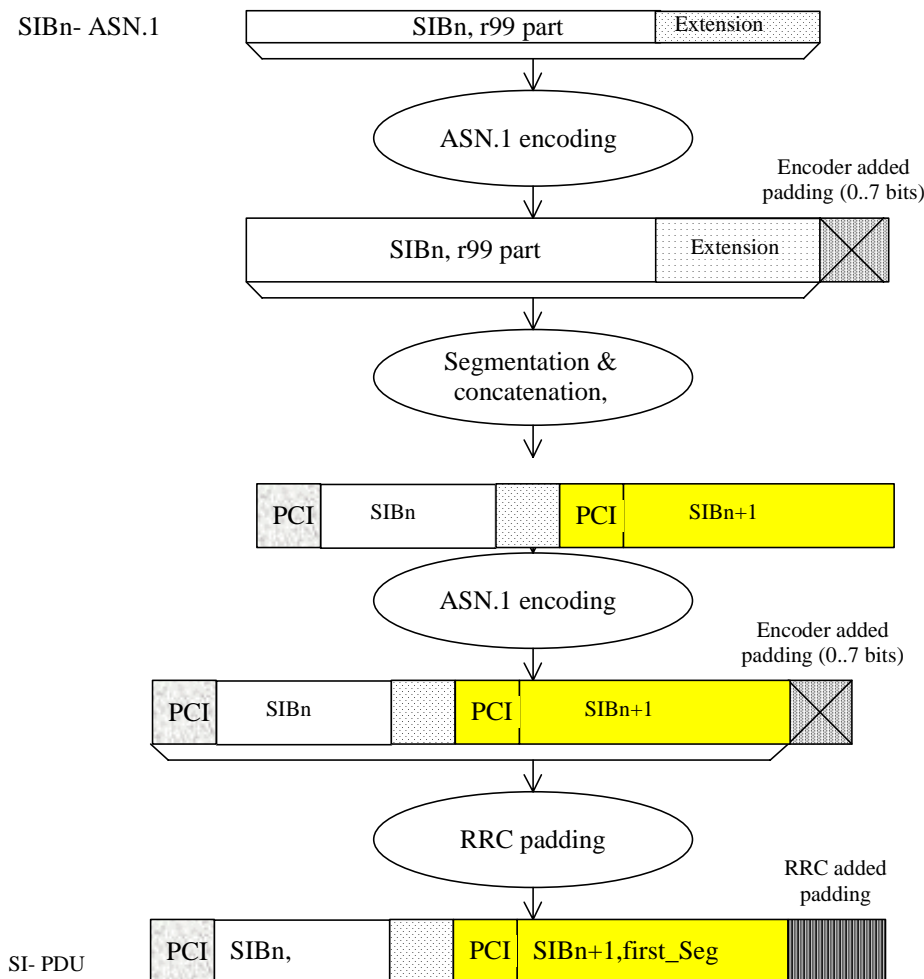 SIBn- ASN.1
SIBn, r99 part
Extension
ASN.1 encoding
Encoder added
padding (0..7 bits)
SIBn, r99 part
Extension
Segmentation &
concatenation,
PCI
SIBn
PCI
SIBn+1
ASN.1 encoding
Encoder added
padding (0..7 bits)
PCI
SIBn
PCI
SIBn+1
RRC padding
RRC added
padding
SI- PDU
PCI
SIBn,
PCI
SIBn+1,first_Seg